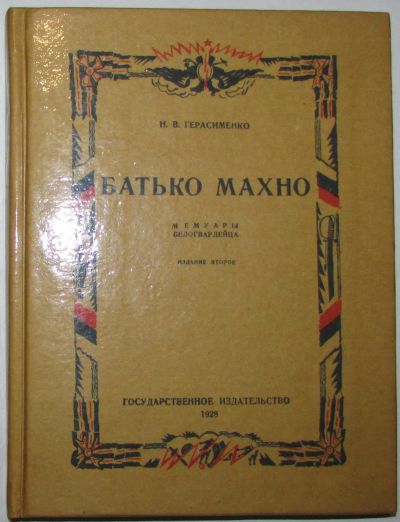 Н. В. ГЕРАСИМЕНКО
БАТЬКО МАХНО
МЕМУАРЫ
БЕЛОГВАРДЕЙЦА
ИЗДАНИЕ ВТОРОЕ
ГОСУДАРСТВЕННОЕ ИЗДАТЕЛЬСТВО
1928